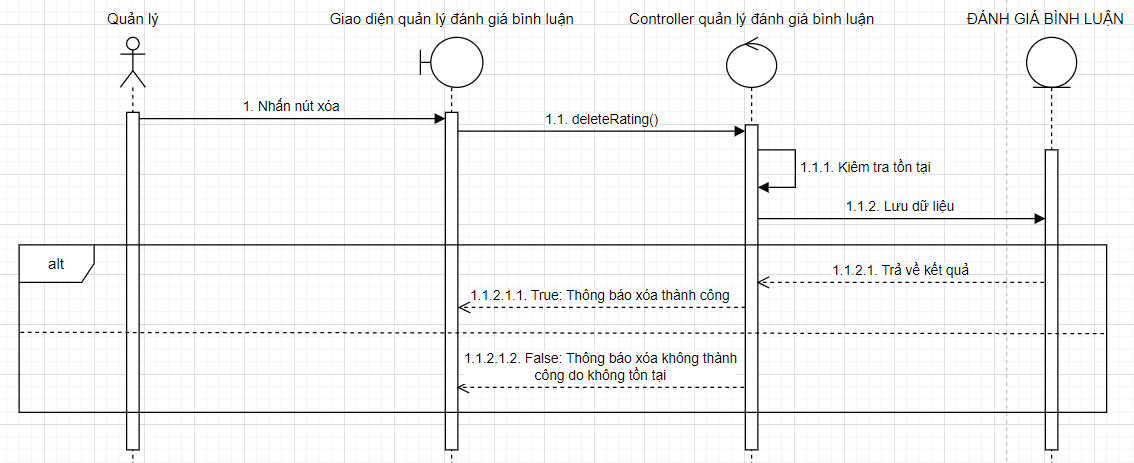 Quản lý
Giao diện quản lý đánh giá bình luận
Controller quản lý đánh giá bình luận
ĐÁNH GIÁ BÌNH LUẬN
1. Nhấn nút xóa
1.1. deleteRating()
1.1.1. Kiêm tra tồn tại
1.1.2. Lưu dữ liệu
alt
1.1.2.1. Trả về kết quả
1.1.2.1.1. True: Thông báo xóa thành công
1.1.2.1.2. False: Thông báo xóa không thành
công do không tồn tại